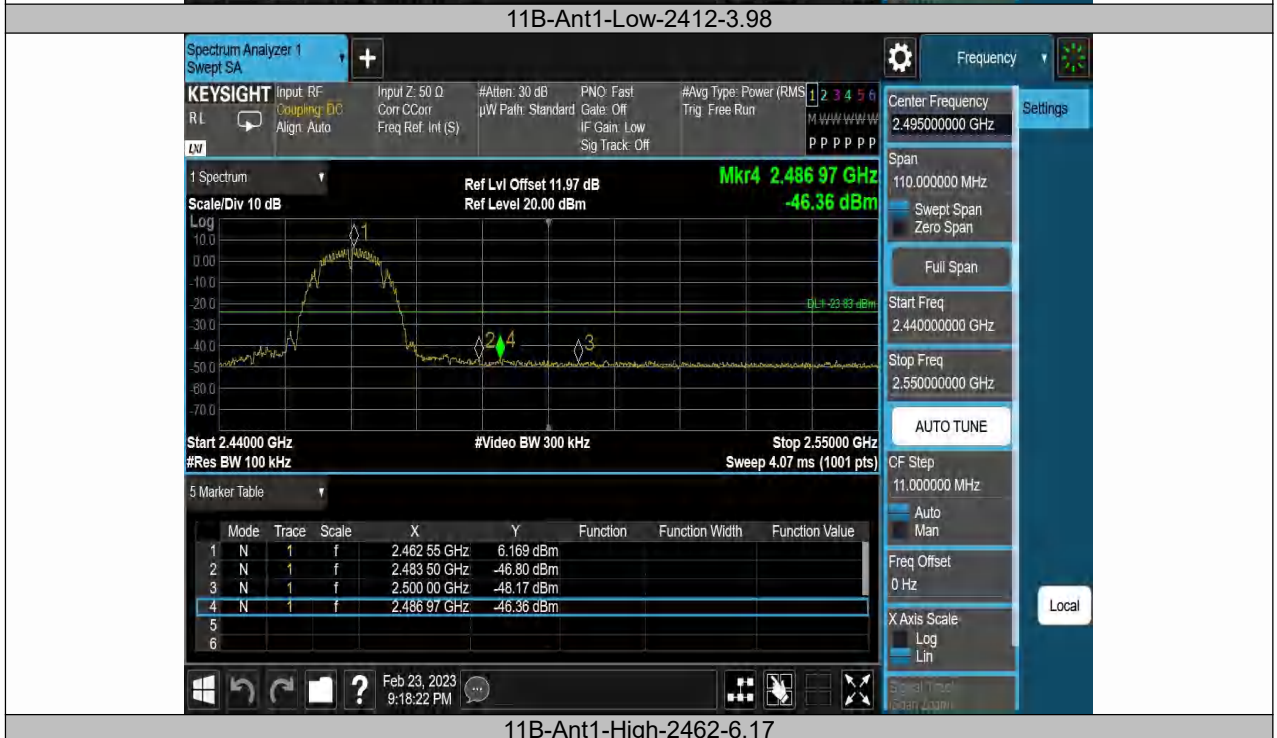 11B-Ant1-Low-2412-3.98
Spectrum Analyzer 1
Swept SA
+
Frequency
KEYSIGHT
RL
LXI
Input: RF
Coupling: DC
Align: Auto
Input Z: 50 Ω
Corr CCorr
Freq Ref: Int (S)
#Atten: 30 dB
µW Path: Standard
PNO: Fast
Gate: Off
IF Gain: Low
Sig Track: Off
#Avg Type: Power (RMS
Trig: Free Run
1 2 3 4 5 6
M W W W W W
P P P P P P
Center Frequency
2.495000000 GHz
Settings
1 Spectrum
Ref Lvl Offset 11.97 dB
Mkr4 2.486 97 GHz
Scale/Div 10 dB
Ref Level 20.00 dBm
-46.36 dBm
Span
110.000000 MHz
Swept Span
Zero Span
Full Span
Start Freq
2.440000000 GHz
Stop Freq
2.550000000 GHz
AUTO TUNE
CF Step
11.000000 MHz
Auto
Man
Freq Offset
0 Hz
X Axis Scale
Log
Lin
Local
Log
10.0
0.00
-10.0
-20.0
-30.0
-40.0
-50.0
-60.0
-70.0
1
2
4
3
DL1 -23.83 dBm
Start 2.44000 GHz
#Video BW 300 kHz
Stop 2.55000 GHz
#Res BW 100 kHz
Sweep 4.07 ms (1001 pts)
5 Marker Table
Mode Trace Scale X Y Function Function Width Function Value
1 N 1 f 2.462 55 GHz 6.169 dBm
2 N 1 f 2.483 50 GHz -46.80 dBm
3 N 1 f 2.500 00 GHz -48.17 dBm
4 N 1 f 2.486 97 GHz -46.36 dBm
5
6
?
Feb 23, 2023
9:18:22 PM
11B-Ant1-High-2462-6.17